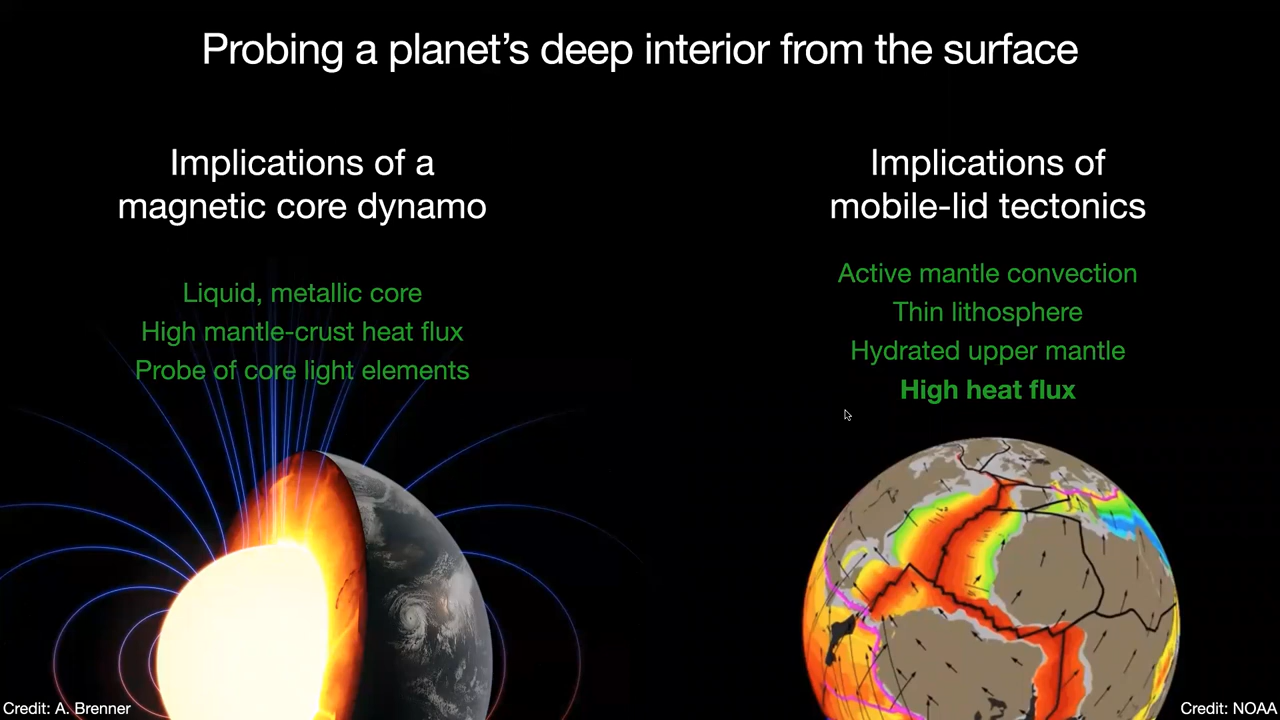 Probing a planet's deep interior from the surface
Implications of a
magnetic core dynamo
Liquid, metallic core
High mantle-crust heat flux
Probe of core light elements
Implications of
mobile-lid tectonics
Active mantle convection
Thin lithosphere
Hydrated upper mantle
High heat flux
Credit: A. Brenner
Credit: NOAA